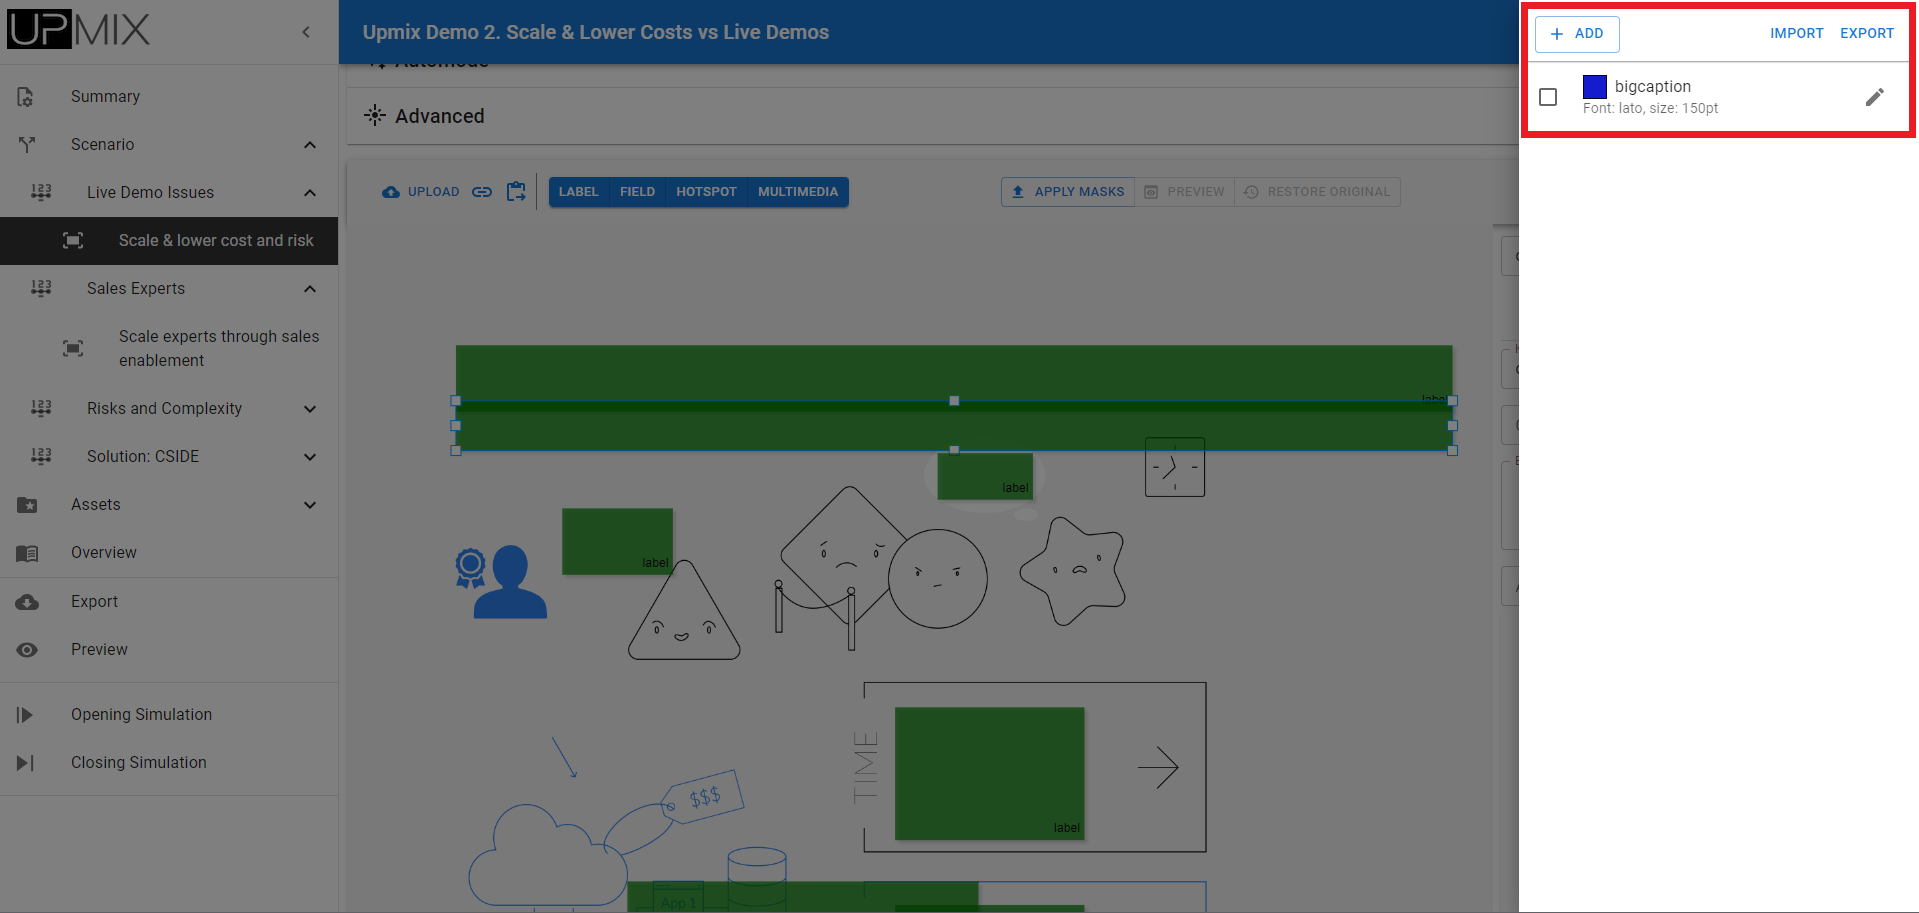 UPMIX
Upmix Demo 2. Scale & Lower Costs vs Live Demos
+ ADD
IMPORT
EXPORT
bigcaption
Font: lato, size: 150pt
Summary
Scenario
Live Demo Issues
Scale & lower cost and risk
Sales Experts
Scale experts through sales
enablement
Risks and Complexity
Solution: CSIDE
Assets
Overview
Export
Preview
Opening Simulation
Closing Simulation
Automode
Advanced
UPLOAD
LABEL
FIELD
HOTSPOT
MULTIMEDIA
APPLY MASKS
PREVIEW
RESTORE ORIGINAL
label
label
label
TIME
label
$$$
App 1